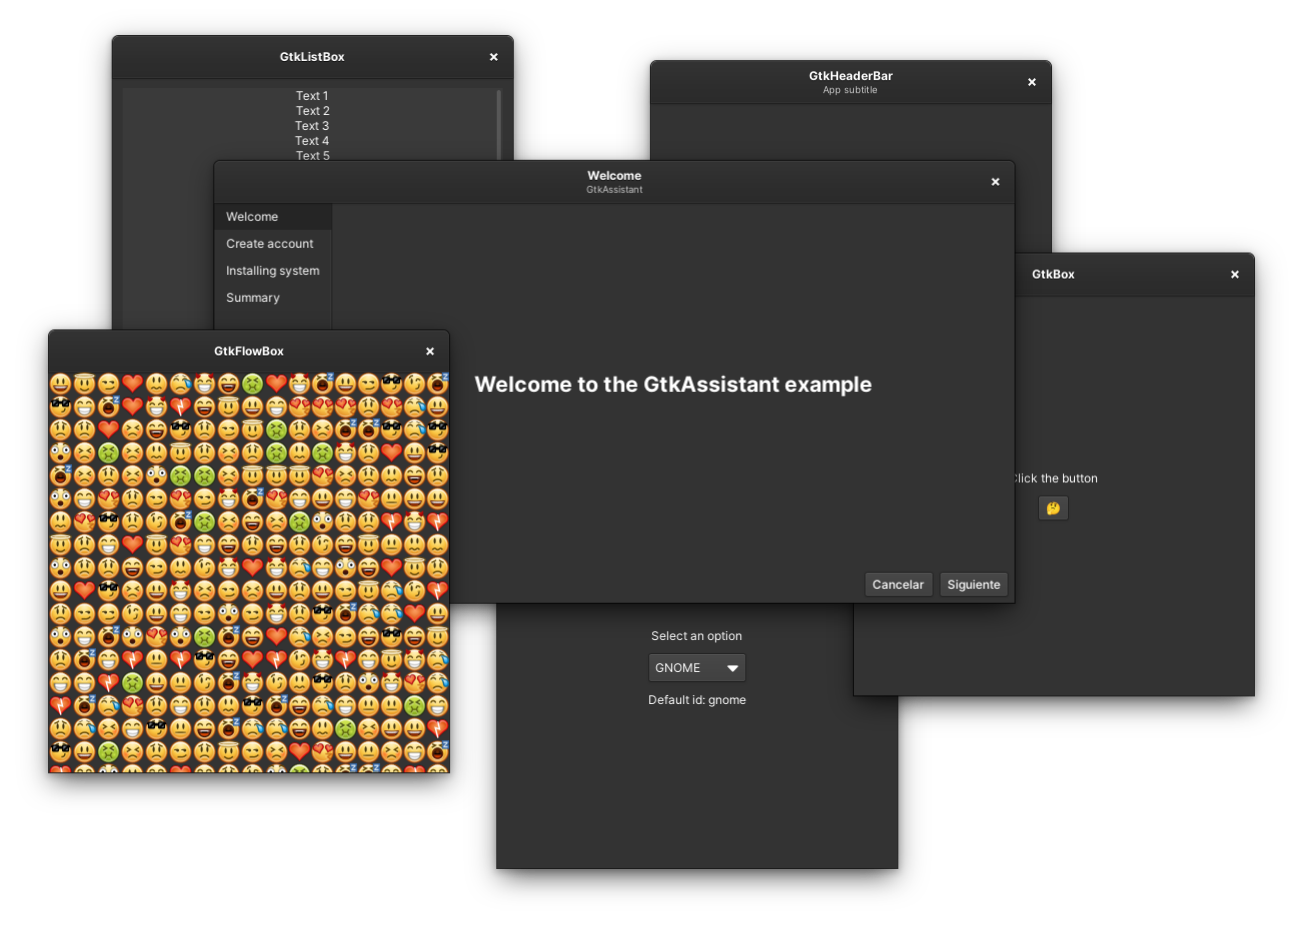 GtkListBox
Text 1
Text 2
Text 3
Text 4
Text 5
GtkHeaderBar
App subtitle
Welcome
GtkAssistant
Welcome
Create account
Installing system
Summary
Welcome to the GtkAssistant example
Cancelar Siguiente
GtkBox
Click the button
GtkFlowBox
Select an option
GNOME
Default id: gnome